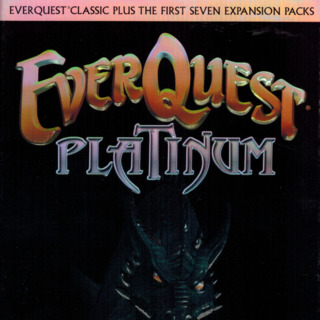 EVERQUEST® CLASSIC PLUS THE FIRST SEVEN EXPANSION PACKS
EVERQUEST®
PLATINUM